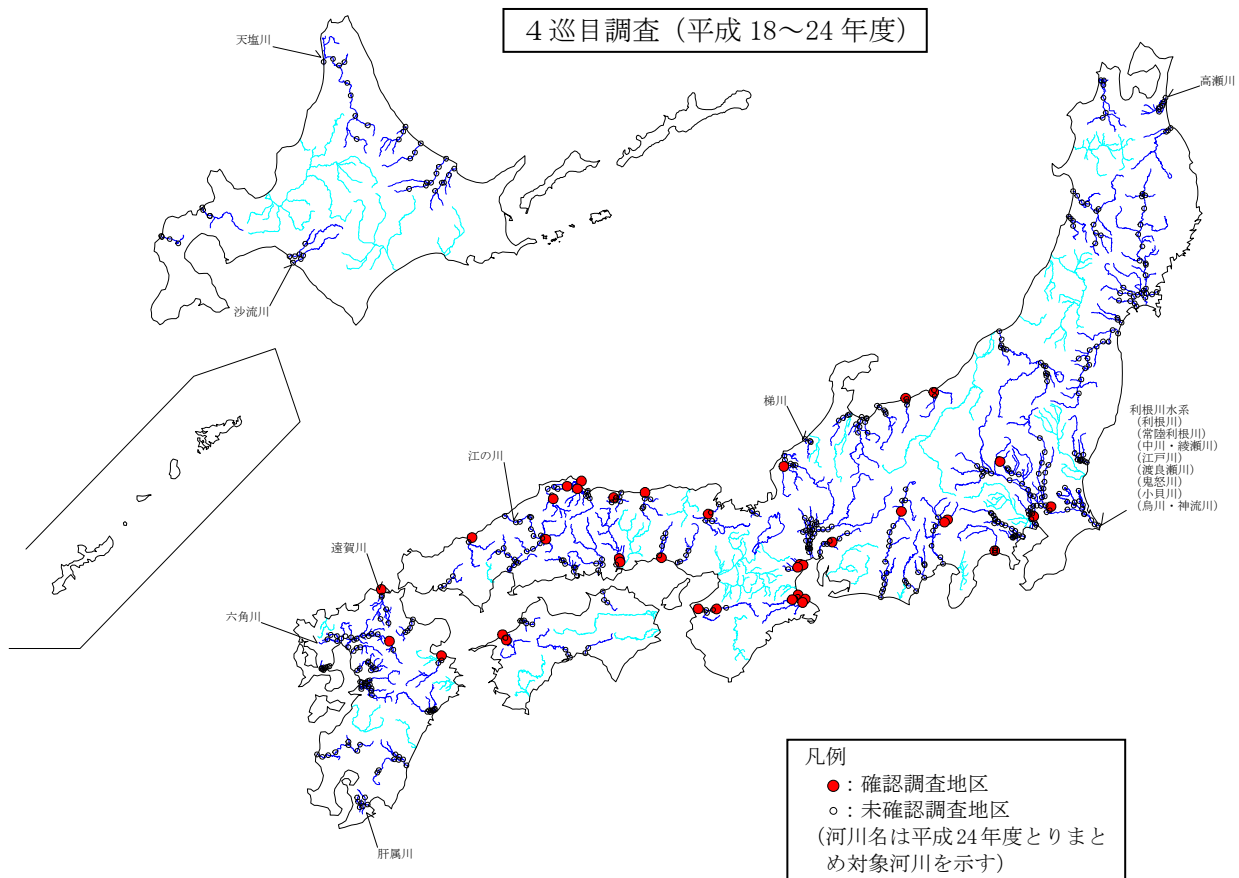 ４巡目調査（平成 18～24 年度）
天塩川
高瀬川
沙流川
梯川
利根川水系
（利根川）
（常陸利根川）
（中川・綾瀬川）
（江戸川）
（渡良瀬川）
（鬼怒川）
（小貝川）
（烏川・神流川）
江の川
遠賀川
六角川
肝属川
凡例
●：確認調査地区
○：未確認調査地区
（河川名は平成24年度とりまと
め対象河川を示す）